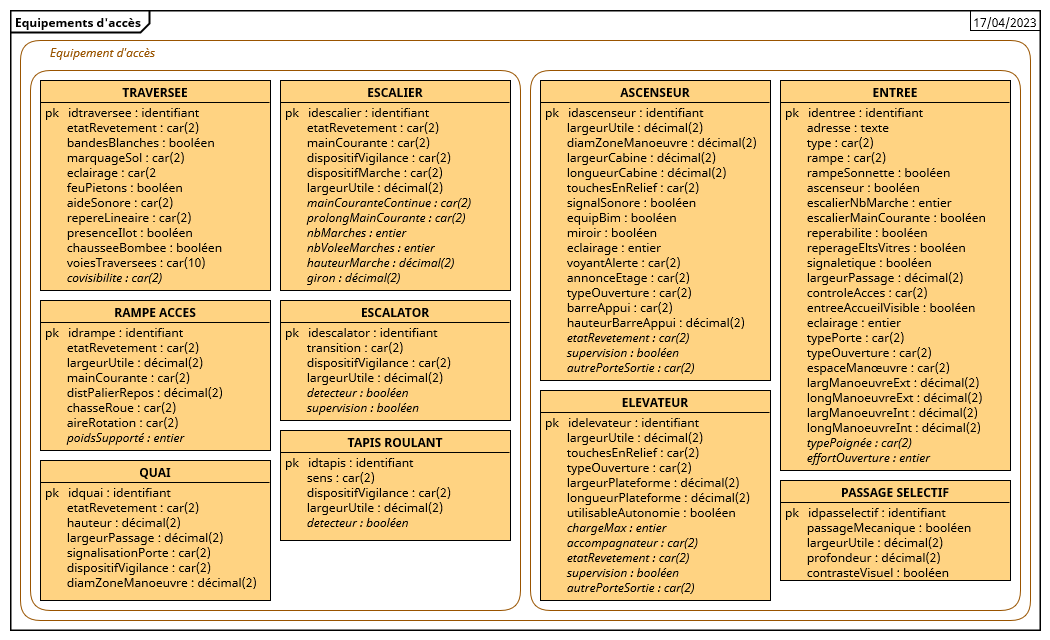 Equipements d'accès
17/04/2023
Equipement d'accès
TRAVERSEE
pk idtraversee : identifiant
etatRevetement : car(2)
bandesBlanches : booléen
marquageSol : car(2)
eclairage : car(2
feuPietons : booléen
aideSonore : car(2)
repereLineaire : car(2)
presenceIlot : booléen
chausseeBombee : booléen
voiesTraversees : car(10)
covisibilite : car(2)
RAMPE ACCES
pk idrampe : identifiant
etatRevetement : car(2)
largeurUtile : décimal(2)
mainCourante : car(2)
distPalierRepos : décimal(2)
chasseRoue : car(2)
aireRotation : car(2)
poidsSupporté : entier
QUAI
pk idquai : identifiant
etatRevetement : car(2)
hauteur : décimal(2)
largeurPassage : décimal(2)
signalisationPorte : car(2)
dispositifVigilance : car(2)
diamZoneManoeuvre : décimal(2)
ESCALIER
pk idescalier : identifiant
etatRevetement : car(2)
mainCourante : car(2)
dispositifVigilance : car(2)
dispositifMarche : car(2)
largeurUtile : décimal(2)
mainCouranteContinue : car(2)
prolongMainCourante : car(2)
nbMarches : entier
nbVoleeMarches : entier
hauteurMarche : décimal(2)
giron : décimal(2)
ESCALATOR
pk idescalator : identifiant
transition : car(2)
dispositifVigilance : car(2)
largeurUtile : décimal(2)
detecteur : booléen
supervision : booléen
TAPIS ROULANT
pk idtapis : identifiant
sens : car(2)
dispositifVigilance : car(2)
largeurUtile : décimal(2)
detecteur : booléen
ASCENSEUR
pk idascenseur : identifiant
largeurUtile : décimal(2)
diamZoneManoeuvre : décimal(2)
largeurCabine : décimal(2)
longueurCabine : décimal(2)
touchesEnRelief : car(2)
signalSonore : booléen
equipBim : booléen
miroir : booléen
eclairage : entier
voyantAlerte : car(2)
annonceEtage : car(2)
typeOuverture : car(2)
barreAppui : car(2)
hauteurBarreAppui : décimal(2)
etatRevetement : car(2)
supervision : booléen
autrePorteSortie : car(2)
ELEVATEUR
pk idelevateur : identifiant
largeurUtile : décimal(2)
touchesEnRelief : car(2)
typeOuverture : car(2)
largeurPlateforme : décimal(2)
longueurPlateforme : décimal(2)
utilisableAutonomie : booléen
chargeMax : entier
accompagnateur : car(2)
etatRevetement : car(2)
supervision : booléen
autrePorteSortie : car(2)
ENTREE
pk identree : identifiant
adresse : texte
type : car(2)
rampe : car(2)
rampeSonnette : booléen
ascenseur : booléen
escalierNbMarche : entier
escalierMainCourante : booléen
reperabilite : booléen
reperageEltsVitres : booléen
signaletique : booléen
largeurPassage : décimal(2)
controleAcces : car(2)
entreeAccueilVisible : booléen
eclairage : entier
typePorte : car(2)
typeOuverture : car(2)
espaceManœuvre : car(2)
largManoeuvreExt : décimal(2)
longManoeuvreExt : décimal(2)
largManoeuvreInt : décimal(2)
longManoeuvreInt : décimal(2)
typePoignée : car(2)
effortOuverture : entier
PASSAGE SELECTIF
pk idpasselectif : identifiant
passageMecanique : booléen
largeurUtile : décimal(2)
profondeur : décimal(2)
contrasteVisuel : booléen